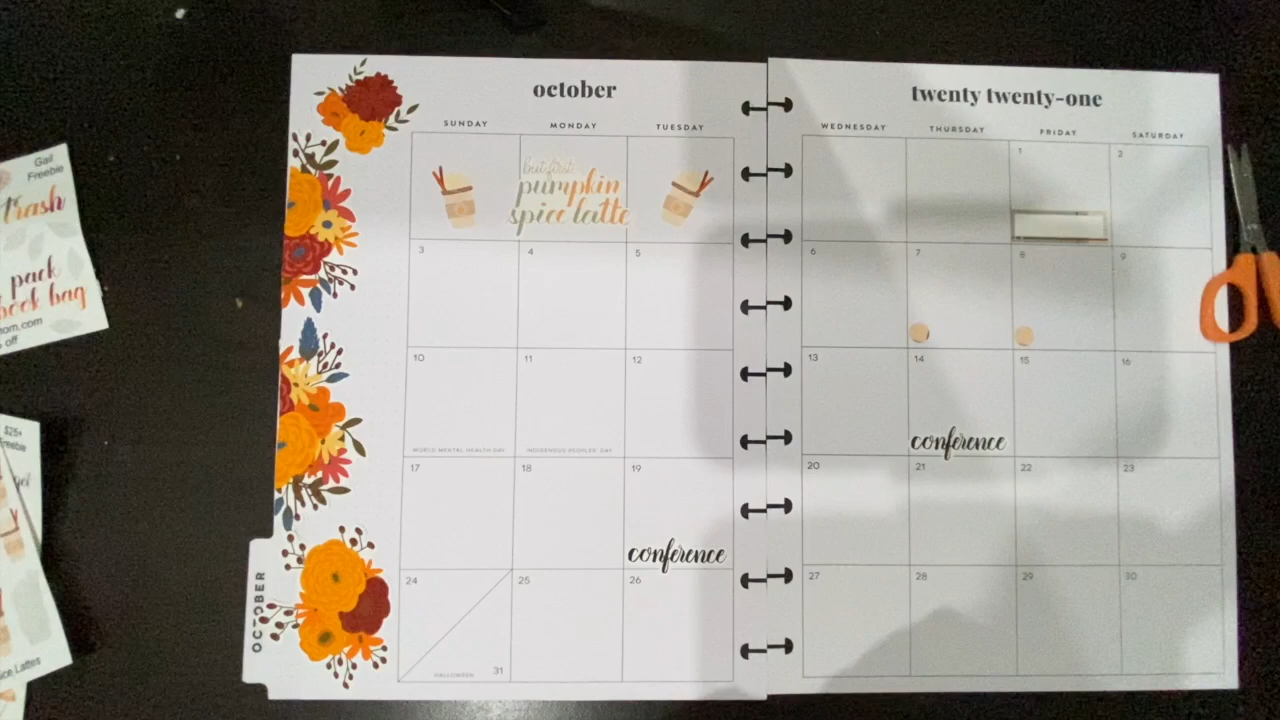 october
twenty twenty-one
SUNDAY
MONDAY
TUESDAY
WEDNESDAY
THURSDAY
FRIDAY
SATURDAY
but first
pumpkin
spice latte
1
2
3
4
5
6
7
8
9
10
11
12
13
14
15
16
WORLD MENTAL HEALTH DAY
INDIGENOUS PEOPLES' DAY
conference
17
18
19
20
21
22
23
conference
24
31
HALLOWEEN
25
26
27
28
29
30
OCTOBER
Gail
Freebie
trash
pack
book bag
off
$25+
Freebie
Lattes